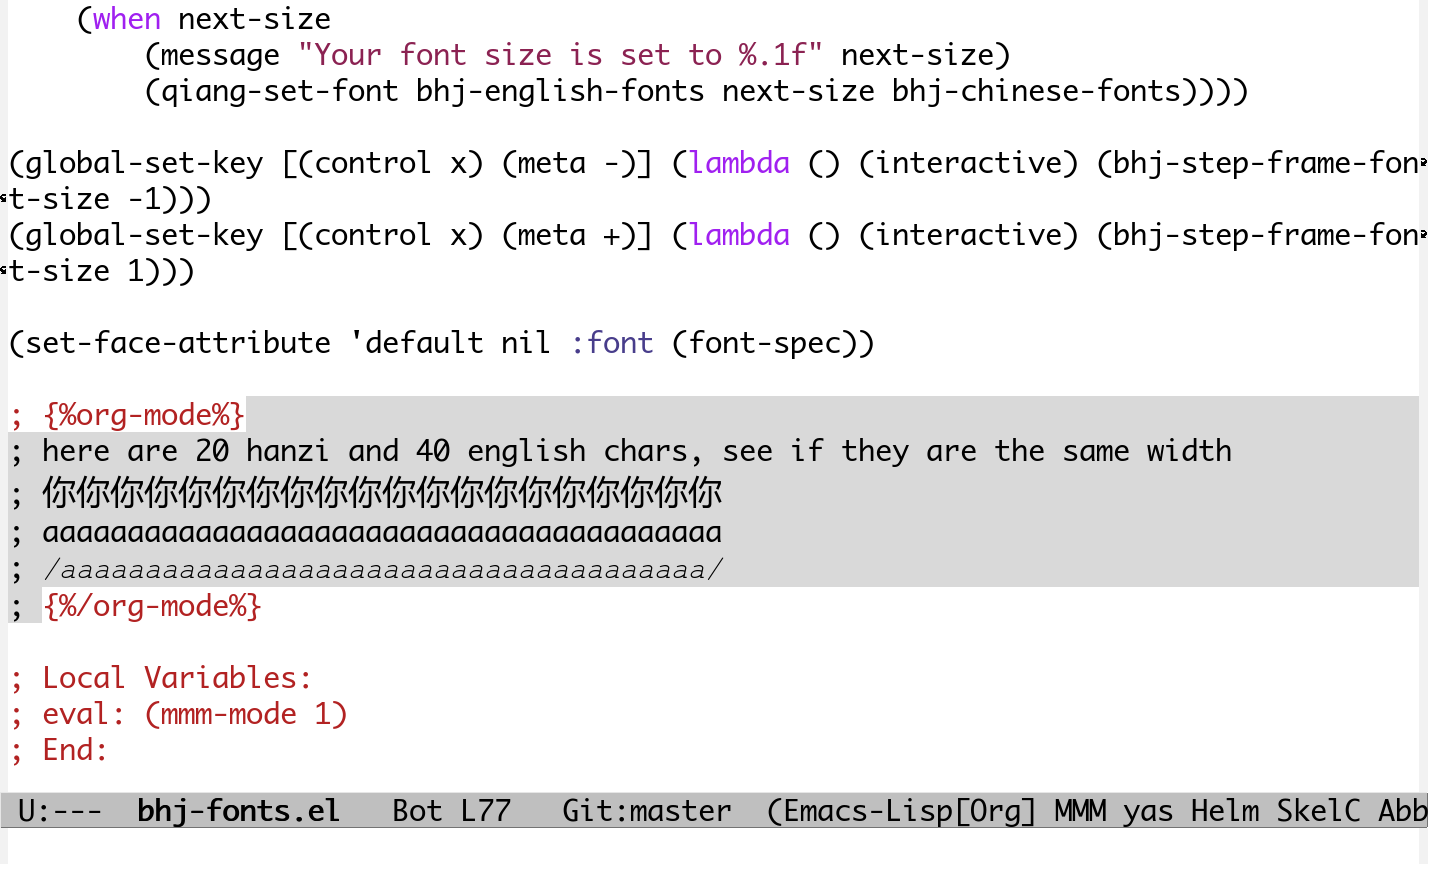 (when next-size
        (message "Your font size is set to %.1f" next-size)
        (qiang-set-font bhj-english-fonts next-size bhj-chinese-fonts))))
(global-set-key [(control x) (meta -)] (lambda () (interactive) (bhj-step-frame-fon
t-size -1)))
(global-set-key [(control x) (meta +)] (lambda () (interactive) (bhj-step-frame-fon
t-size 1)))
(set-face-attribute 'default nil :font (font-spec))
; {%org-mode%}
; here are 20 hanzi and 40 english chars, see if they are the same width
; 你你你你你你你你你你你你你你你你你你你你
; aaaaaaaaaaaaaaaaaaaaaaaaaaaaaaaaaaaaaaaa
; /aaaaaaaaaaaaaaaaaaaaaaaaaaaaaaaaaaaaaa/
; {%/org-mode%}
; Local Variables:
; eval: (mmm-mode 1)
; End:
U:---  bhj-fonts.el   Bot L77   Git:master  (Emacs-Lisp[Org] MMM yas Helm SkelC Abb